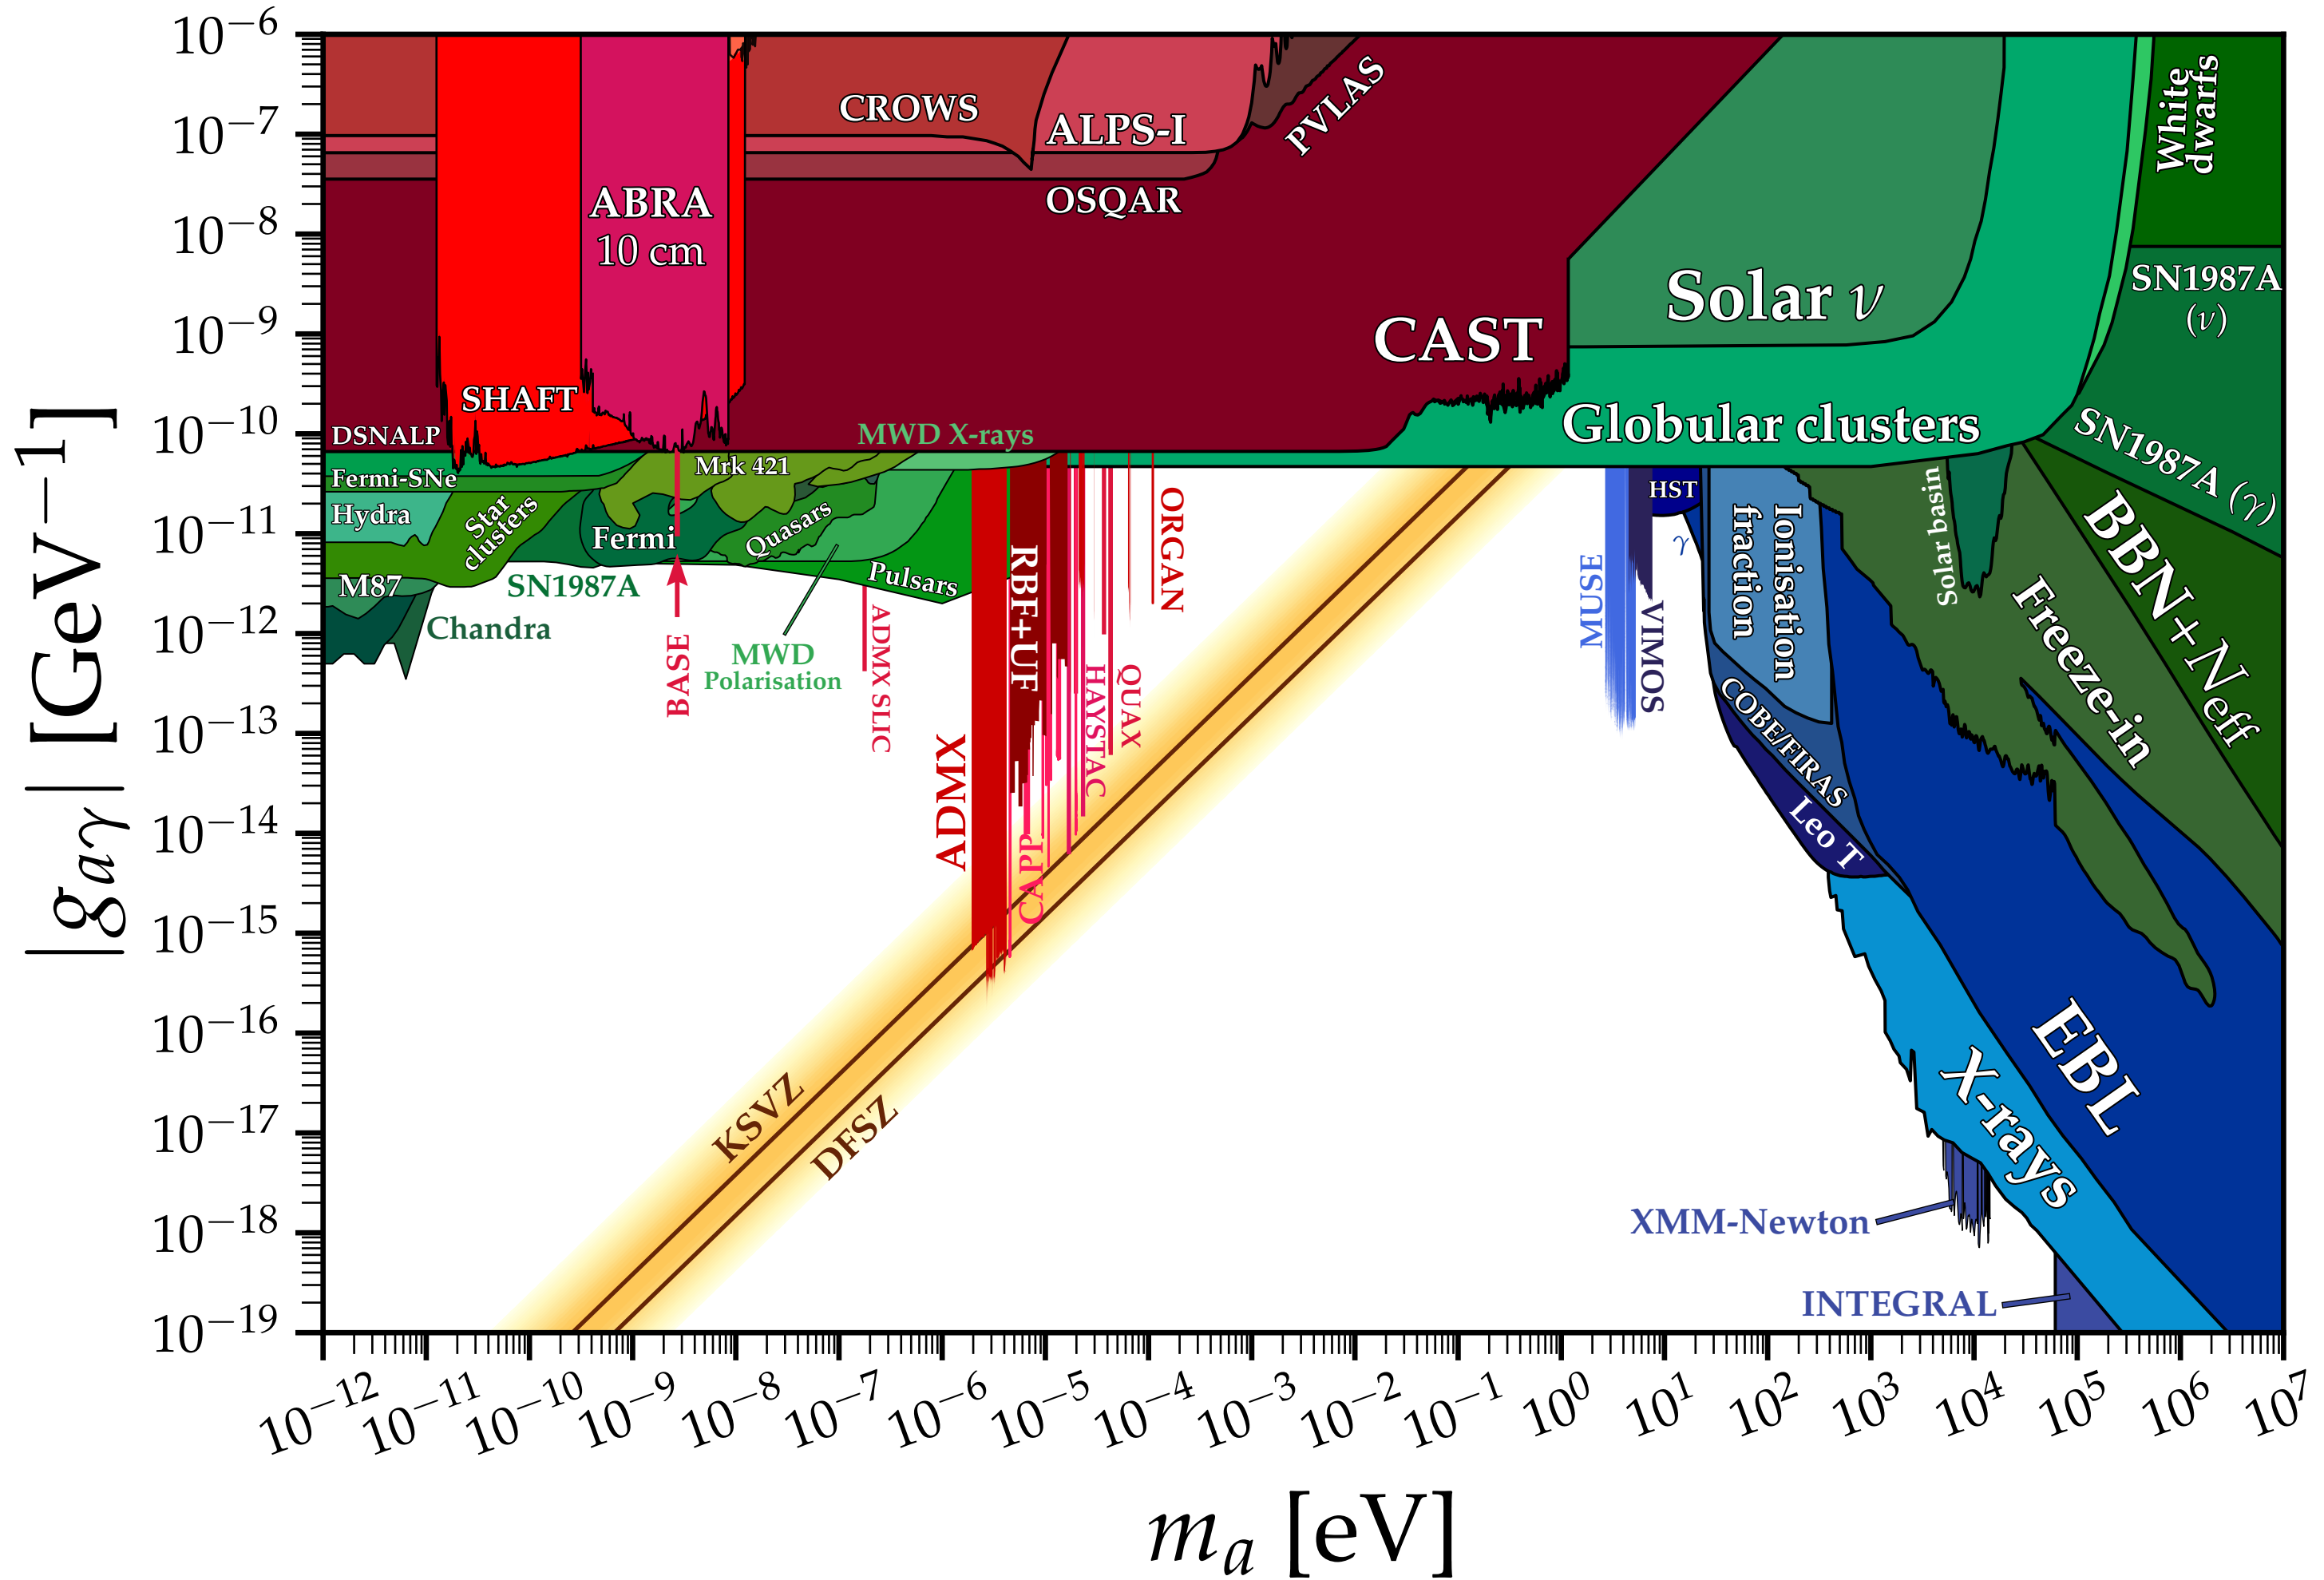 |g_{aγ}| [GeV^{−1}]
10^{−6}
10^{−7}
10^{−8}
10^{−9}
10^{−10}
10^{−11}
10^{−12}
10^{−13}
10^{−14}
10^{−15}
10^{−16}
10^{−17}
10^{−18}
10^{−19}
CROWS
ALPS-I
PVLAS
OSQAR
ABRA
10 cm
SHAFT
CAST
Solar ν
Globular clusters
White
dwarfs
SN1987A
(ν)
SN1987A (γ)
DSNALP
MWD X-rays
Fermi-SNe
Mrk 421
Hydra
Star
clusters
Fermi
Quasars
M87
SN1987A
Pulsars
Chandra
BASE
MWD
Polarisation
ADMX SLIC
ADMX
RBF+UF
CAPP
HAYSTAC
QUAX
ORGAN
KSVZ
DFSZ
MUSE
VIMOS
HST
γ
Ionisation
fraction
COBE/FIRAS
Leo T
Solar basin
Freeze-in
BBN+N_{eff}
EBL
X-rays
XMM-Newton
INTEGRAL
10^{−12}
10^{−11}
10^{−10}
10^{−9}
10^{−8}
10^{−7}
10^{−6}
10^{−5}
10^{−4}
10^{−3}
10^{−2}
10^{−1}
10^{0}
10^{1}
10^{2}
10^{3}
10^{4}
10^{5}
10^{6}
10^{7}
m_a [eV]